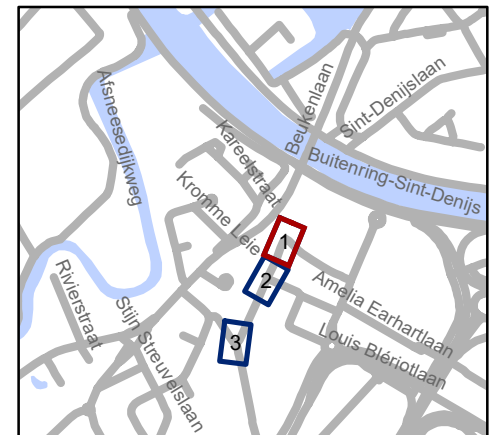 Afsneesedijkweg
Beukenlaan
Sint-Denijslaan
Kareelstraat
Buitenring-Sint-Denijs
Kromme Leie
1
2
Amelia Earhartlaan
Rivierstraat
Stijn Streuvelslaan
Louis Blériotlaan
3